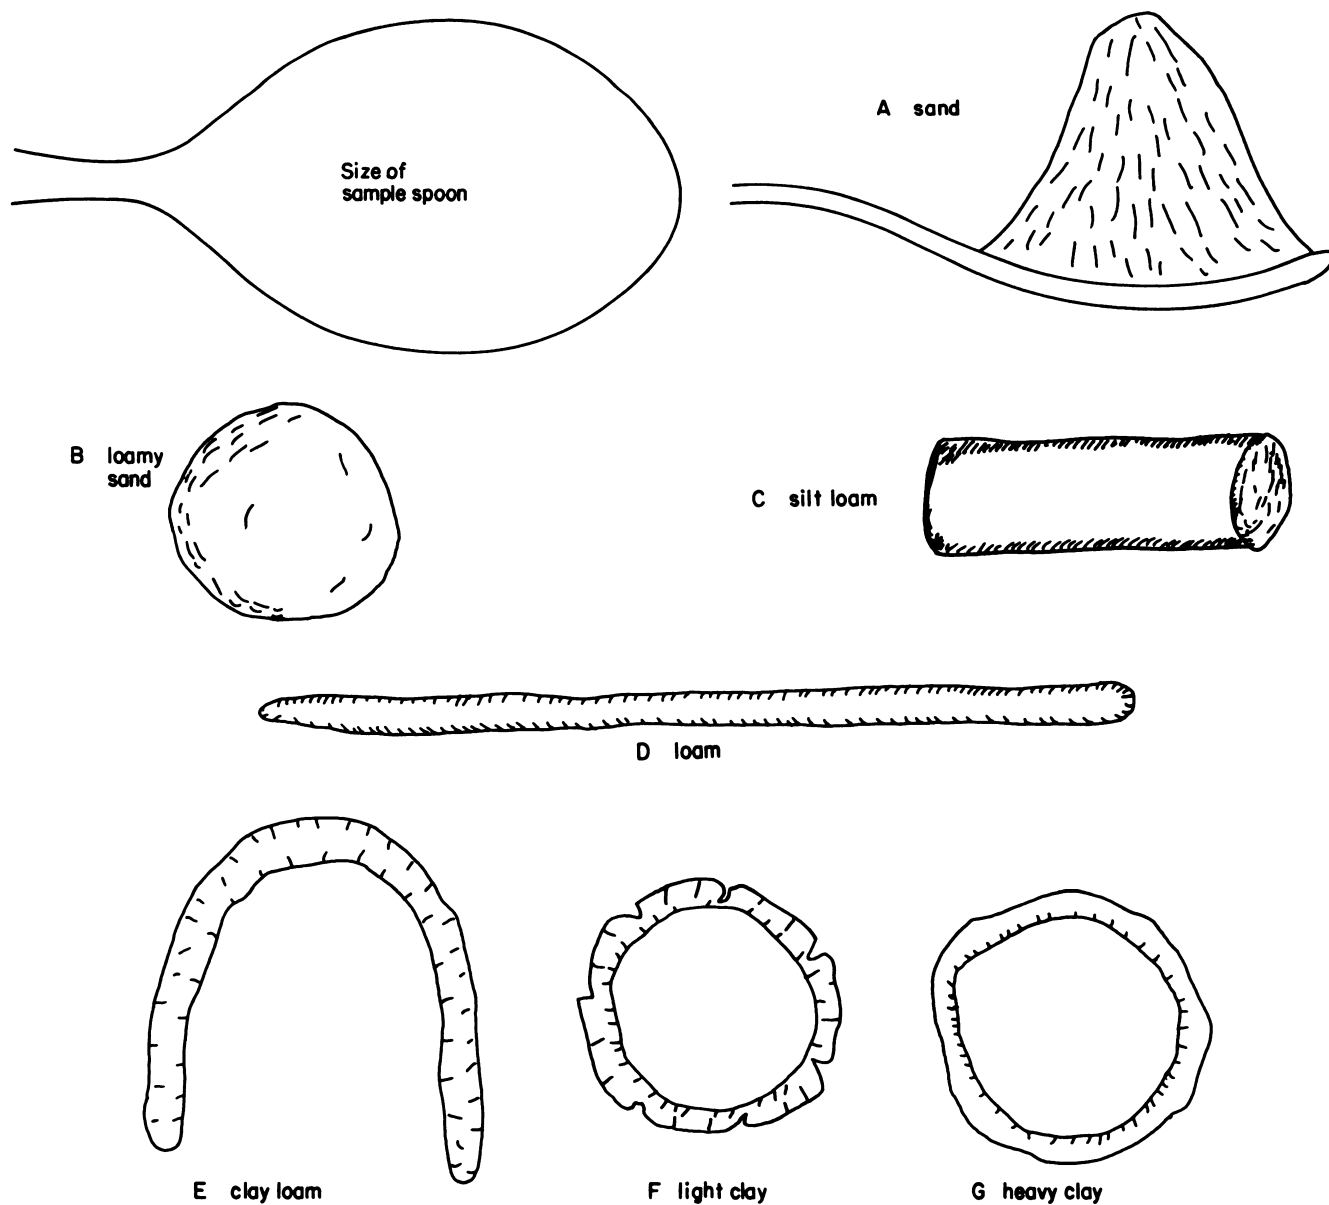 Size of
sample spoon
A sand
B loamy
sand
C silt loam
D loam
E clay loam
F light clay
G heavy clay